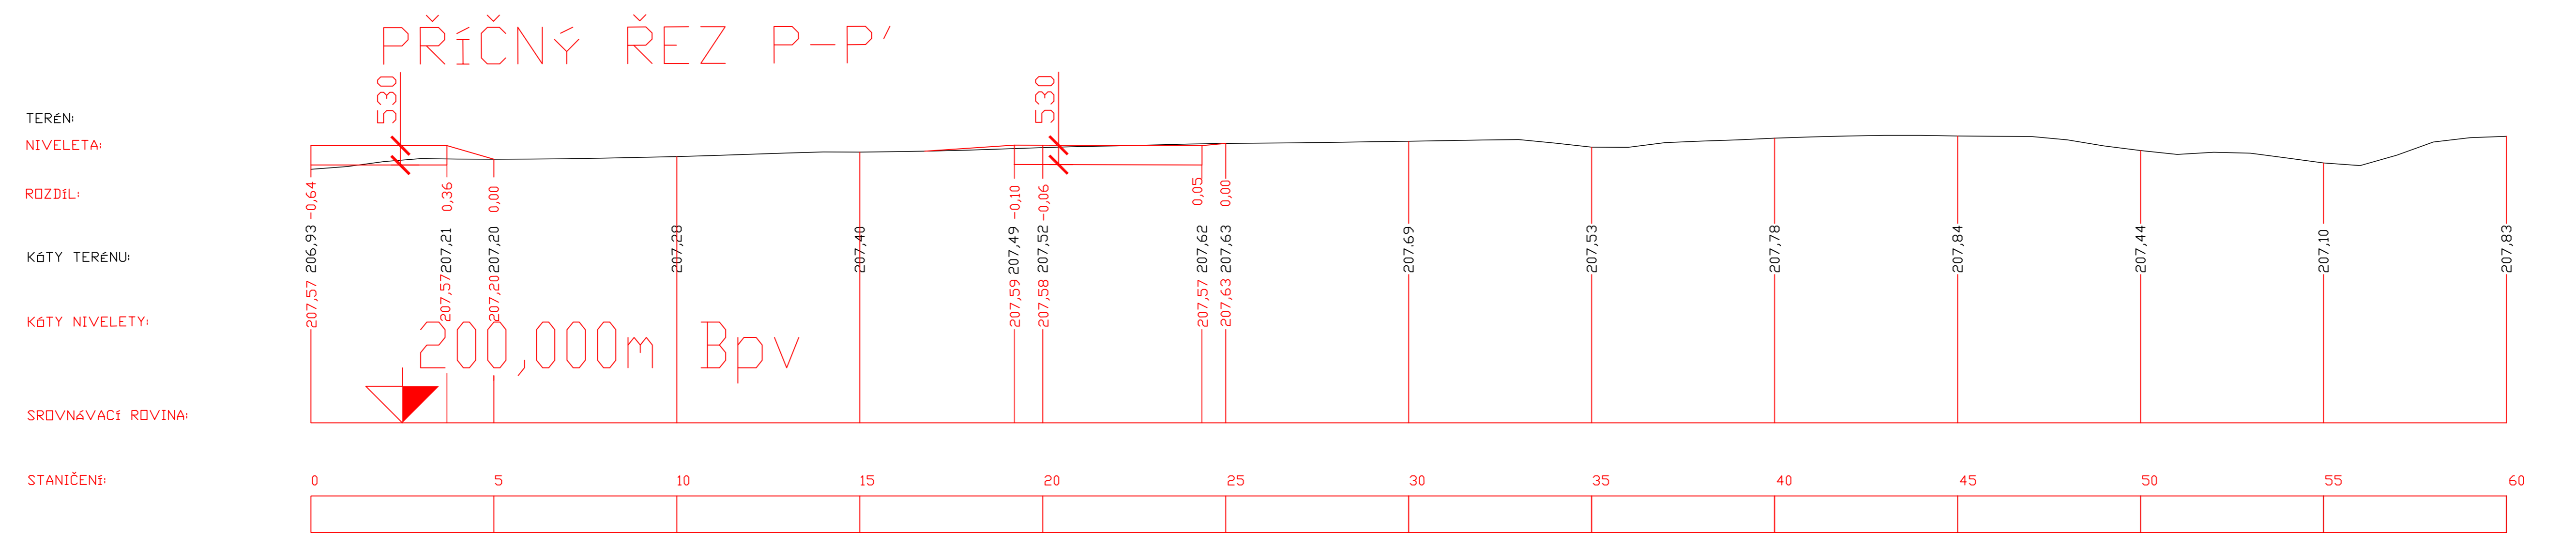 PŘÍČNÝ ŘEZ P-P'
530 530
TERÉN:
NIVELETA:
ROZDÍL: -0,64 0,36 0,00 -0,10 -0,06 0,05 0,00
KÓTY TERÉNU: 206,93 207,21 207,20 207,28 207,40 207,49 207,52 207,62 207,63 207.69 207,53 207,78 207,84 207,44 207,10 207,83
KÓTY NIVELETY: 207,57 207,57 207,20 207,59 207,58 207,57 207,63
200,000m Bpv
SROVNÁVACÍ ROVINA:
STANIČENÍ: 0 5 10 15 20 25 30 35 40 45 50 55 60